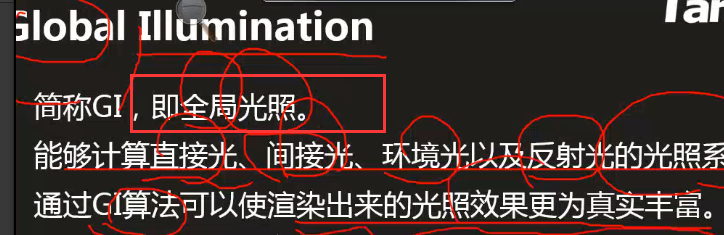 Global Illumination
Tar
简称GI，即全局光照。
能够计算直接光、间接光、环境光以及反射光的光照系
通过GI算法可以使渲染出来的光照效果更为真实丰富。